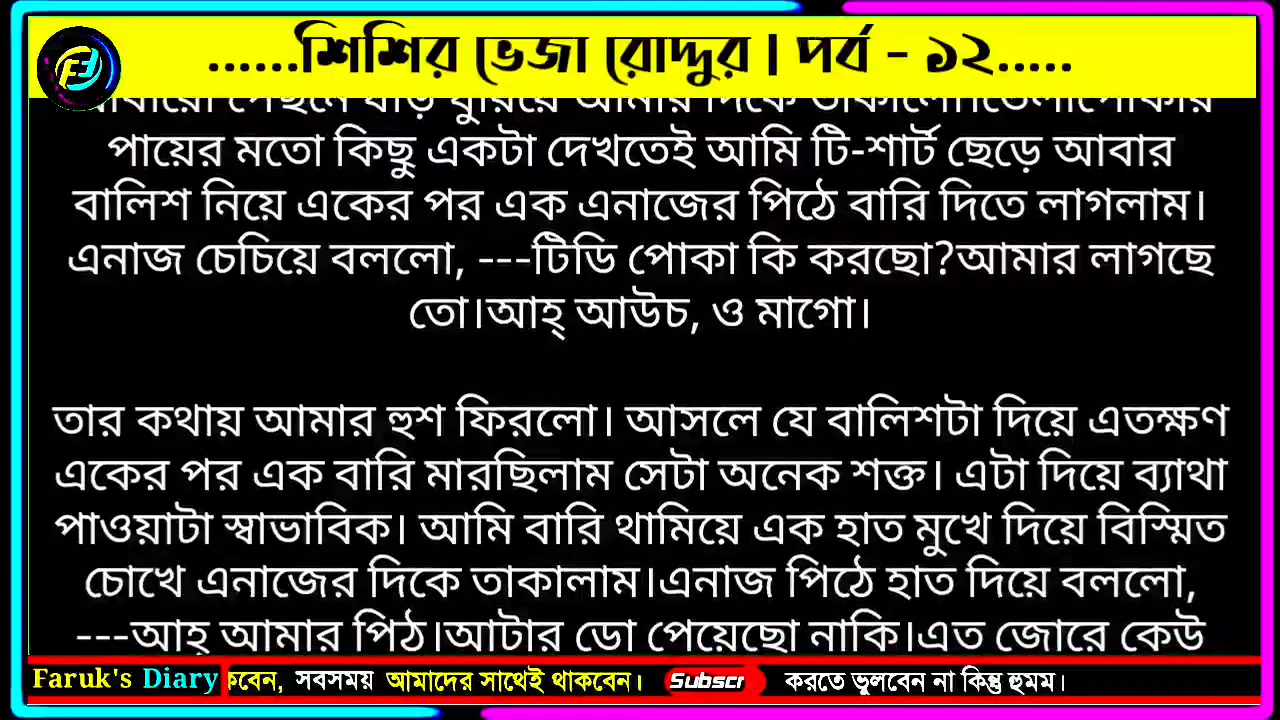 ......শিশির ভেজা রোদ্দুর | পর্ব - ১২.....
পায়ের মতো কিছু একটা দেখতেই আমি টি-শার্ট ছেড়ে আবার
বালিশ নিয়ে একের পর এক এনাজের পিঠে বারি দিতে লাগলাম।
এনাজ চেচিয়ে বললো, ---টিডি পোকা কি করছো?আমার লাগছে
তো।আহ্ আউচ, ও মাগো।
তার কথায় আমার হুশ ফিরলো। আসলে যে বালিশটা দিয়ে এতক্ষণ
একের পর এক বারি মারছিলাম সেটা অনেক শক্ত। এটা দিয়ে ব্যাথা
পাওয়াটা স্বাভাবিক। আমি বারি থামিয়ে এক হাত মুখে দিয়ে বিস্মিত
চোখে এনাজের দিকে তাকালাম।এনাজ পিঠে হাত দিয়ে বললো,
---আহ্ আমার পিঠ।আটার ডো পেয়েছো নাকি।এত জোরে কেউ
Faruk's Diary কবেন, সবসময় আমাদের সাথেই থাকবেন। Subscr করতে ভুলবেন না কিন্তু হুমম।